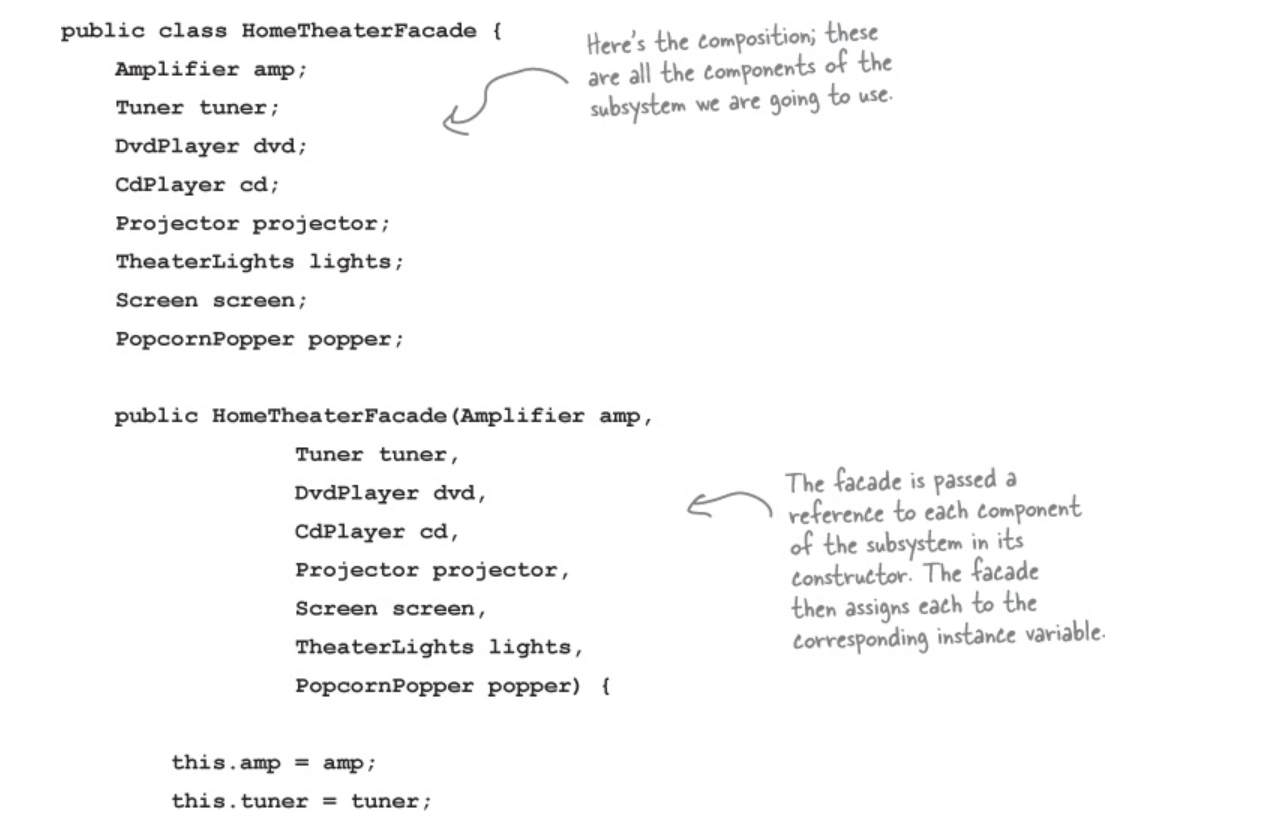 public class HomeTheaterFacade {
Here's the composition; these
are all the components of the
subsystem we are going to use.
Amplifier amp;
Tuner tuner;
DvdPlayer dvd;
CdPlayer cd;
Projector projector;
TheaterLights lights;
Screen screen;
PopcornPopper popper;
public HomeTheaterFacade(Amplifier amp,
Tuner tuner,
DvdPlayer dvd,
CdPlayer cd,
Projector projector,
Screen screen,
TheaterLights lights,
PopcornPopper popper) {
The facade is passed a
reference to each component
of the subsystem in its
constructor. The facade
then assigns each to the
corresponding instance variable.
this.amp = amp;
this.tuner = tuner;